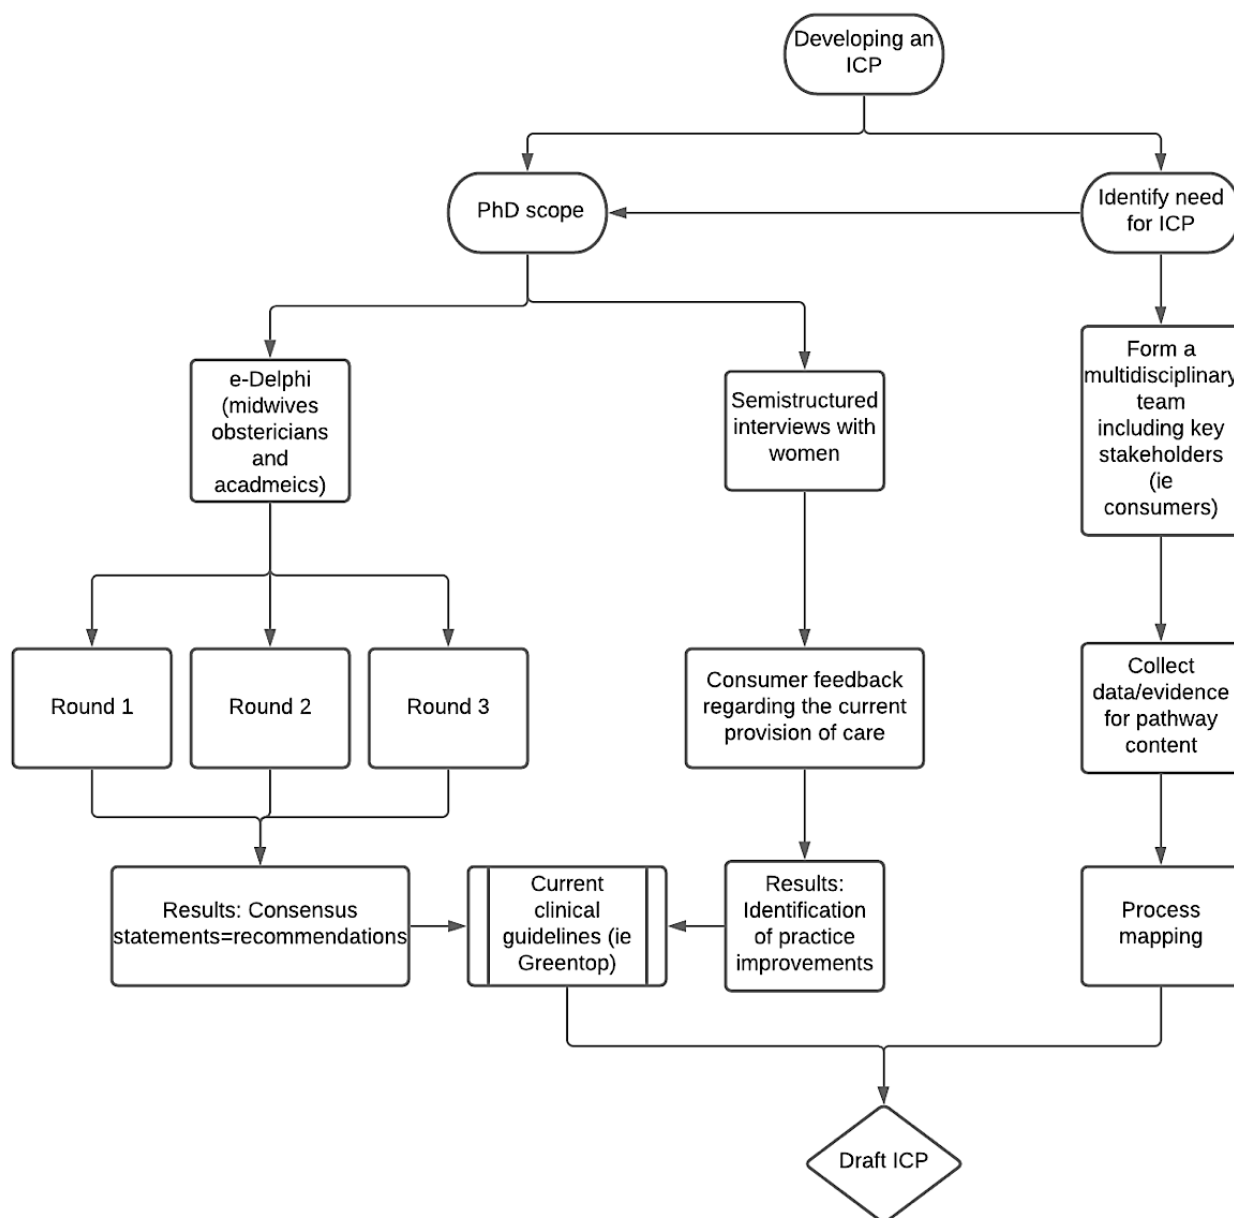 Developing an
ICP
PhD scope
Identify need
for ICP
e-Delphi
(midwives
obstericians
and
acadmeics)
Semistructured
interviews with
women
Form a
multidisciplinary
team
including key
stakeholders
(ie
consumers)
Round 1
Round 2
Round 3
Consumer feedback
regarding the current
provision of care
Collect
data/evidence
for pathway
content
Results: Consensus
statements=recommendations
Current
clinical
guidelines (ie
Greentop)
Results:
Identification
of practice
improvements
Process
mapping
Draft ICP